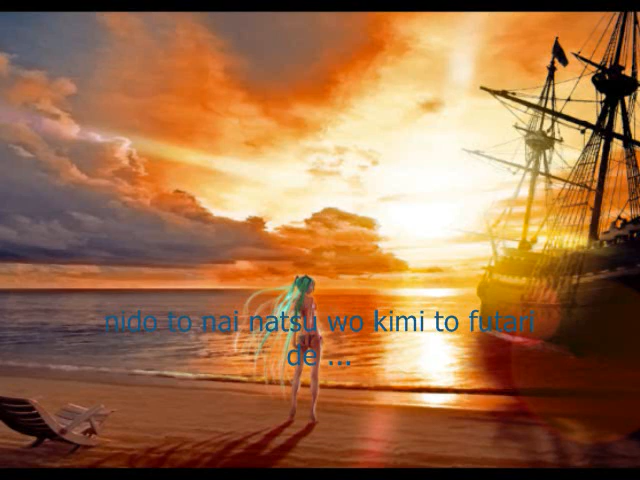 nido to nai natsu wo kimi to futari
de ...